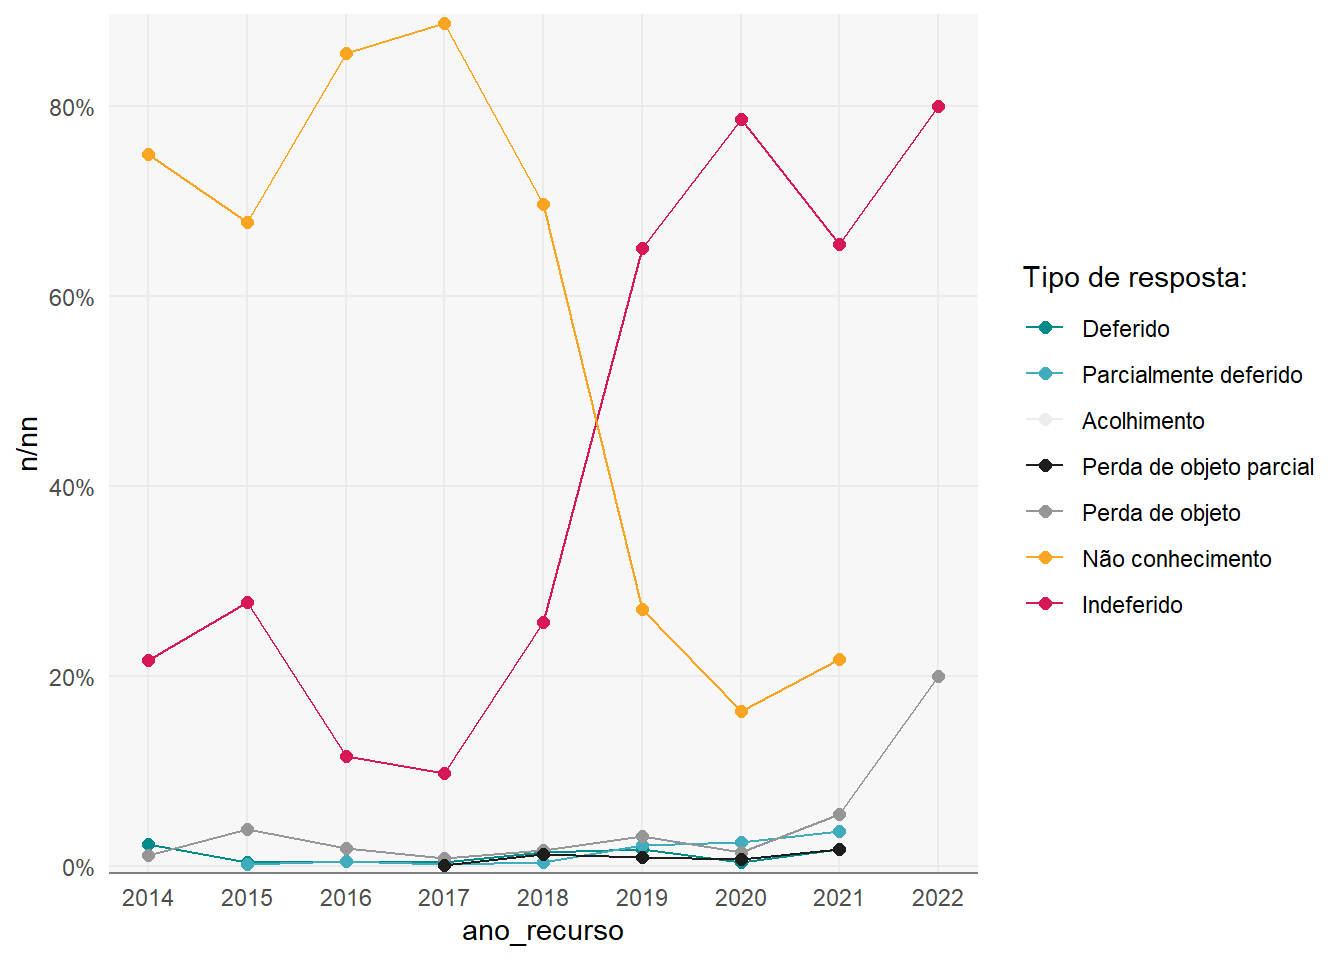 80%
60%
40%
20%
0%
n/nn
2014 2015 2016 2017 2018 2019 2020 2021 2022
ano_recurso
Tipo de resposta:
Deferido
Parcialmente deferido
Acolhimento
Perda de objeto parcial
Perda de objeto
Não conhecimento
Indeferido